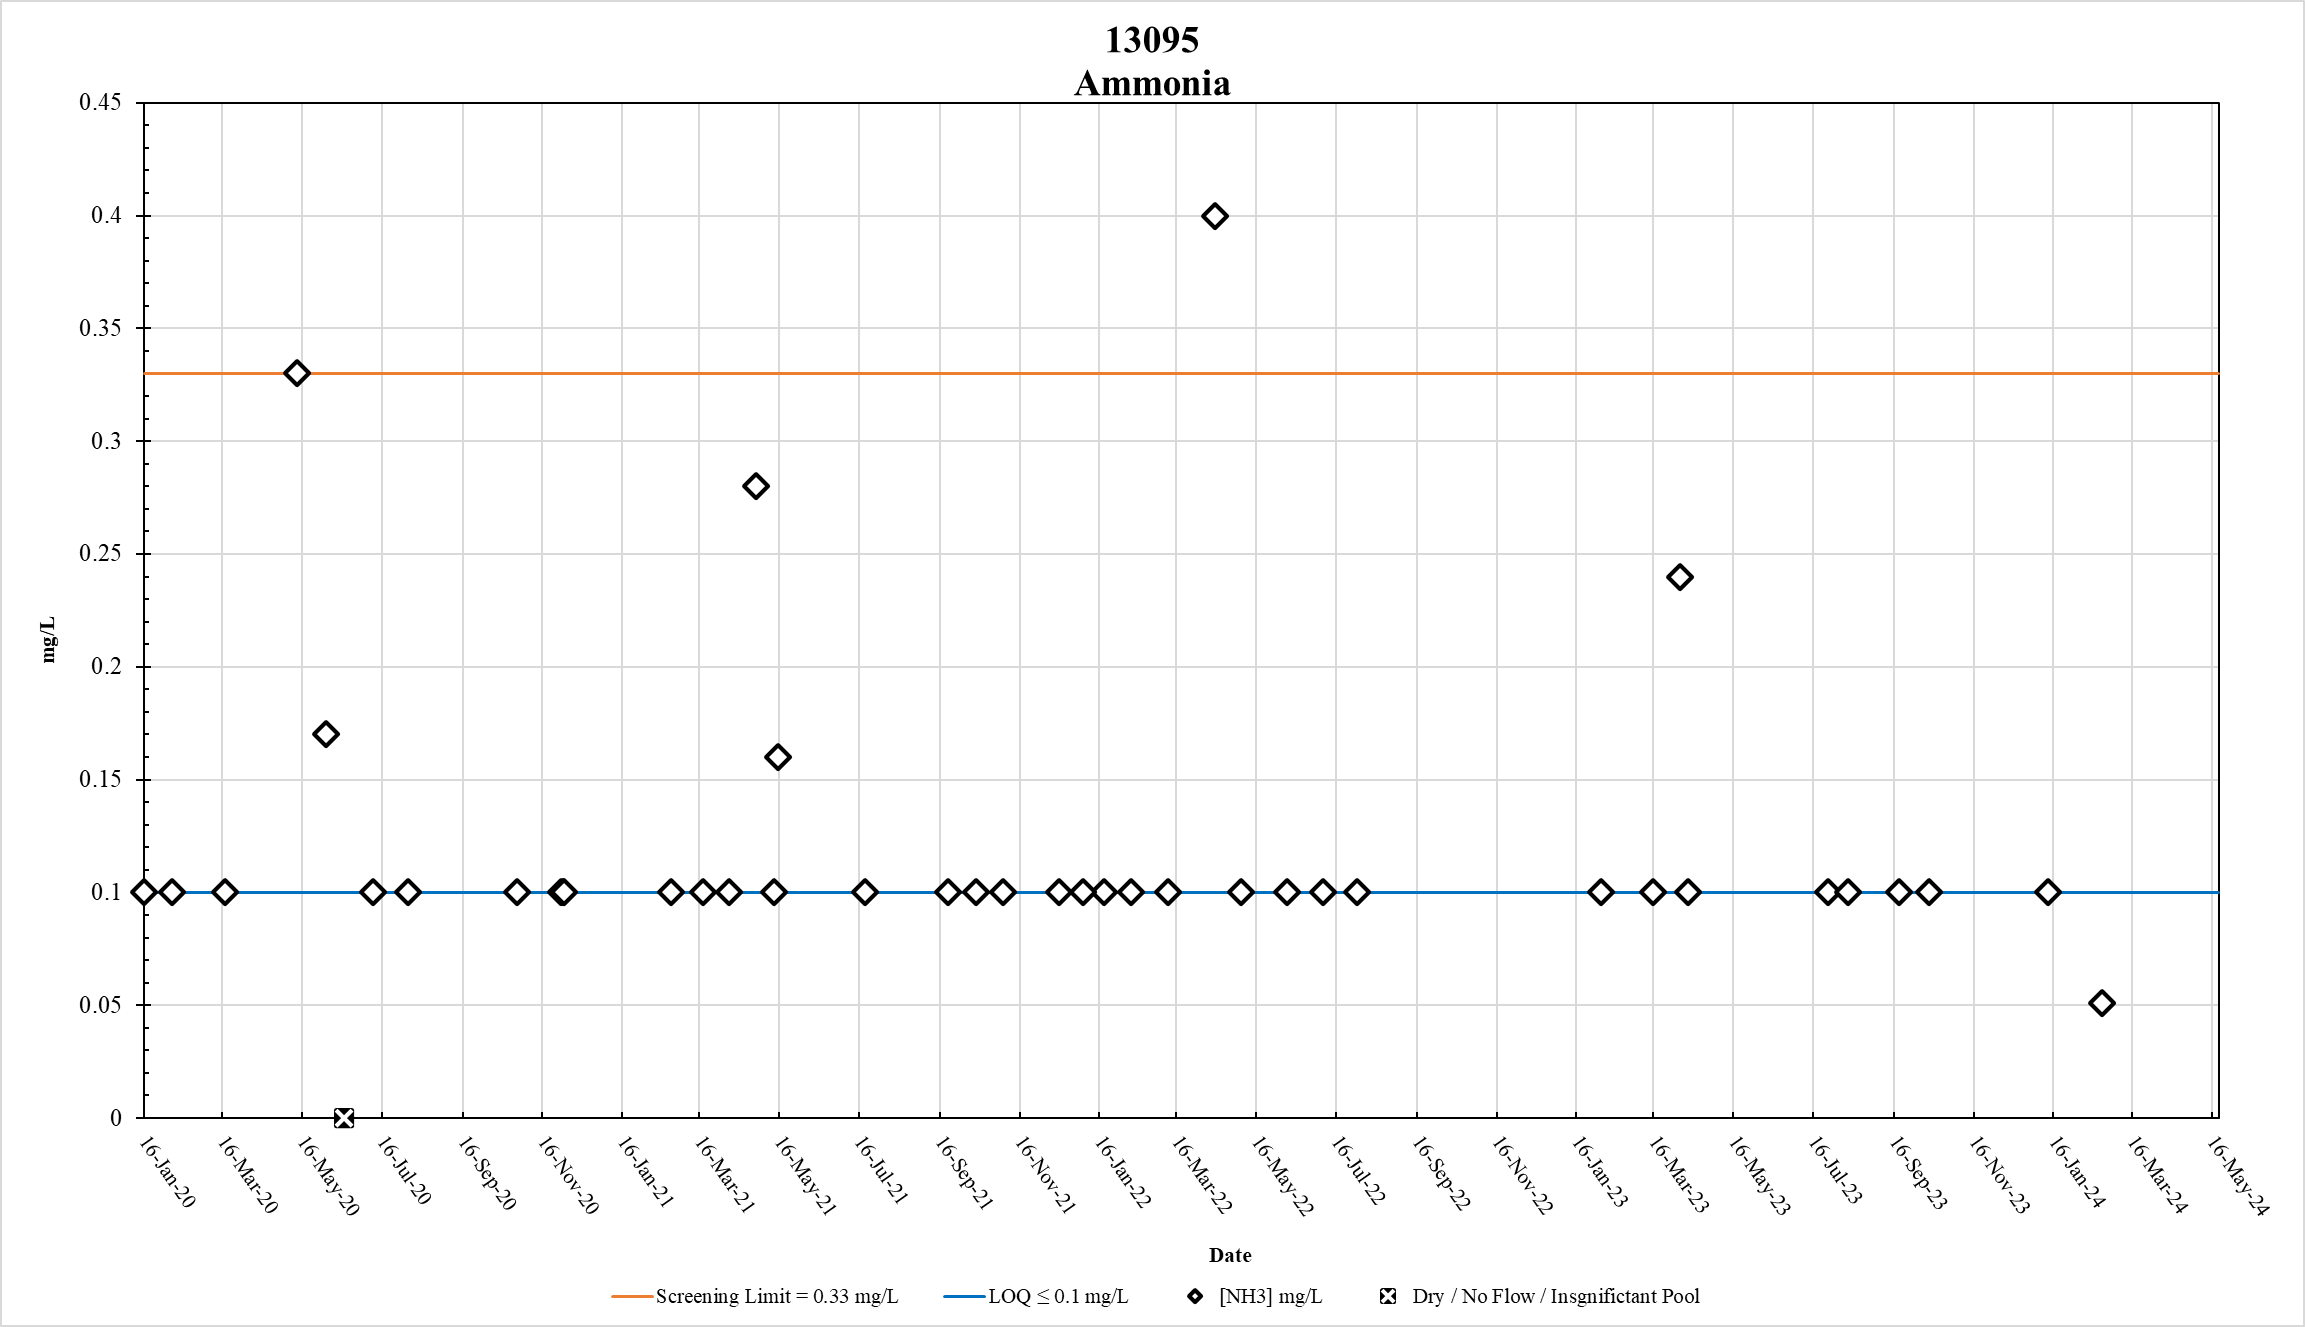 13095
Ammonia
0.45
0.4
0.35
0.3
0.25
0.2
0.15
0.1
0.05
0
mg/L
16-Jan-20
16-Mar-20
16-May-20
16-Jul-20
16-Sep-20
16-Nov-20
16-Jan-21
16-Mar-21
16-May-21
16-Jul-21
16-Sep-21
16-Nov-21
16-Jan-22
16-Mar-22
16-May-22
16-Jul-22
16-Sep-22
16-Nov-22
16-Jan-23
16-Mar-23
16-May-23
16-Jul-23
16-Sep-23
16-Nov-23
16-Jan-24
16-Mar-24
16-May-24
Date
Screening Limit = 0.33 mg/L
LOQ ≤ 0.1 mg/L
[NH3] mg/L
Dry / No Flow / Insgnifictant Pool